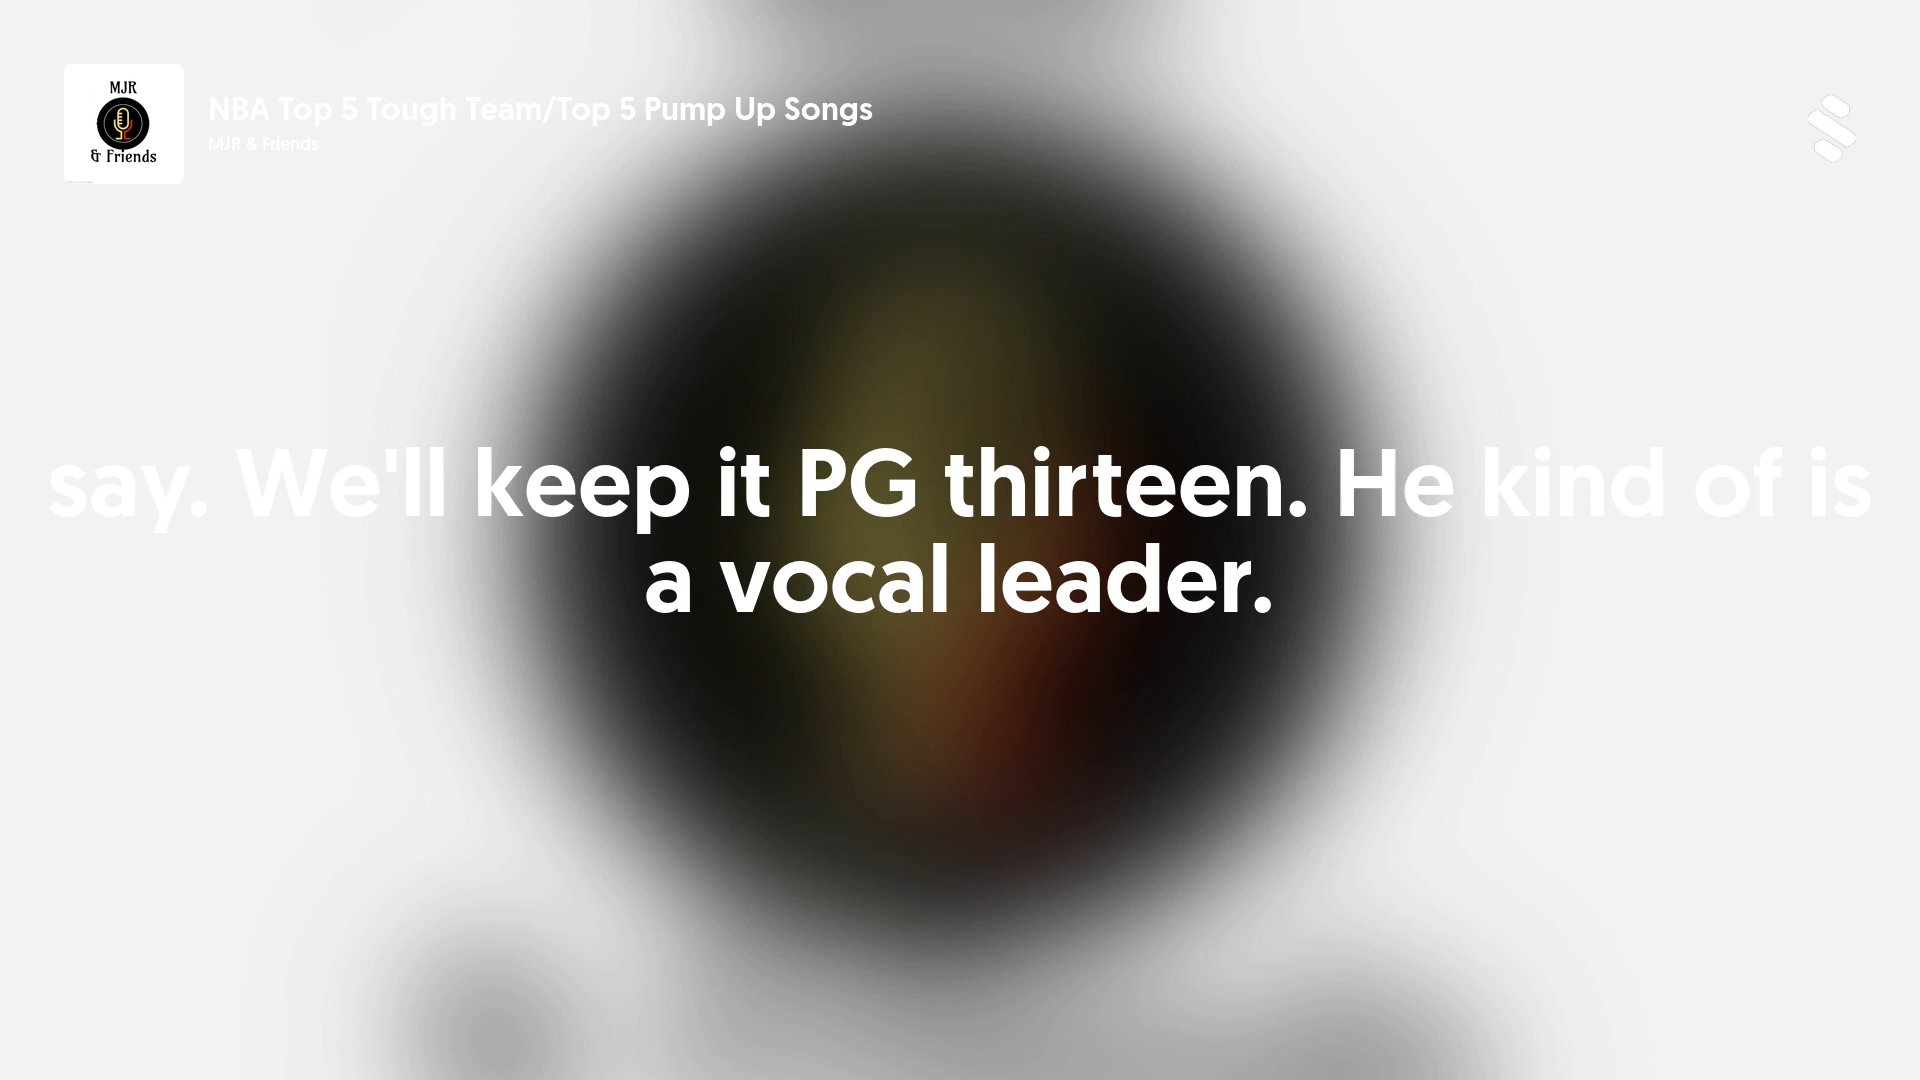 MJR
& Friends
NBA Top 5 Tough Team/Top 5 Pump Up Songs
MJR & Friends
say. We'll keep it PG thirteen. He kind of is
a vocal leader.